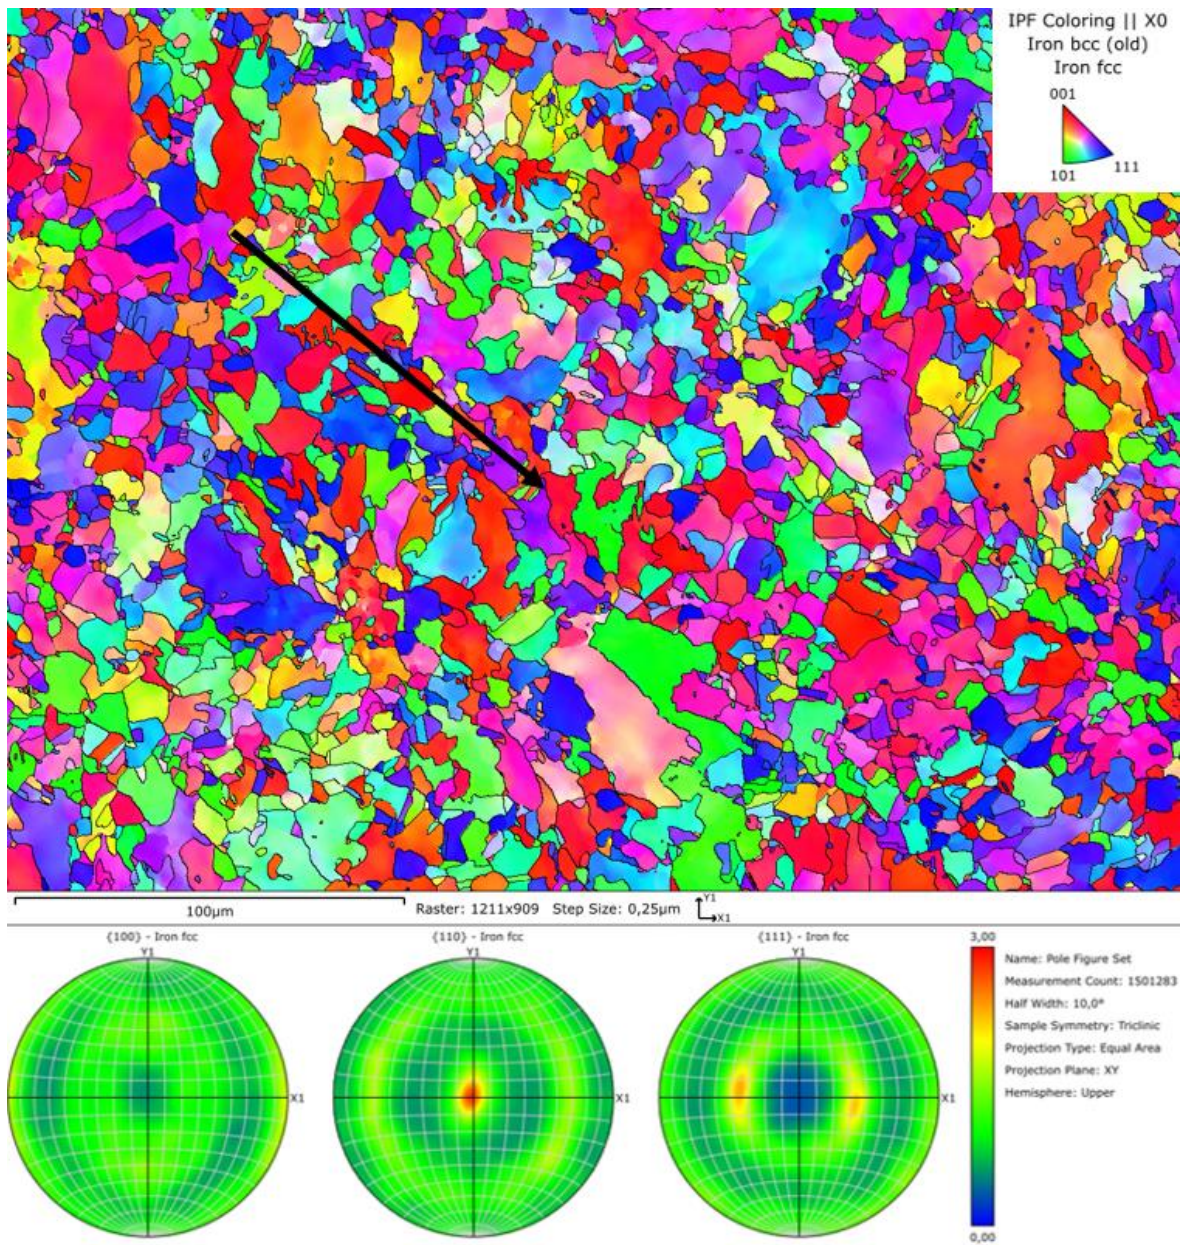 IPF Coloring || X0
Iron bcc (old)
Iron fcc
001
101
111
100µm
Raster: 1211x909 Step Size: 0,25µm
Y1
X1
{100} - Iron fcc
Y1
X1
{110} - Iron fcc
Y1
X1
{111} - Iron fcc
Y1
X1
3,00
0,00
Name: Pole Figure Set
Measurement Count: 1501283
Half Width: 10,0°
Sample Symmetry: Triclinic
Projection Type: Equal Area
Projection Plane: XY
Hemisphere: Upper